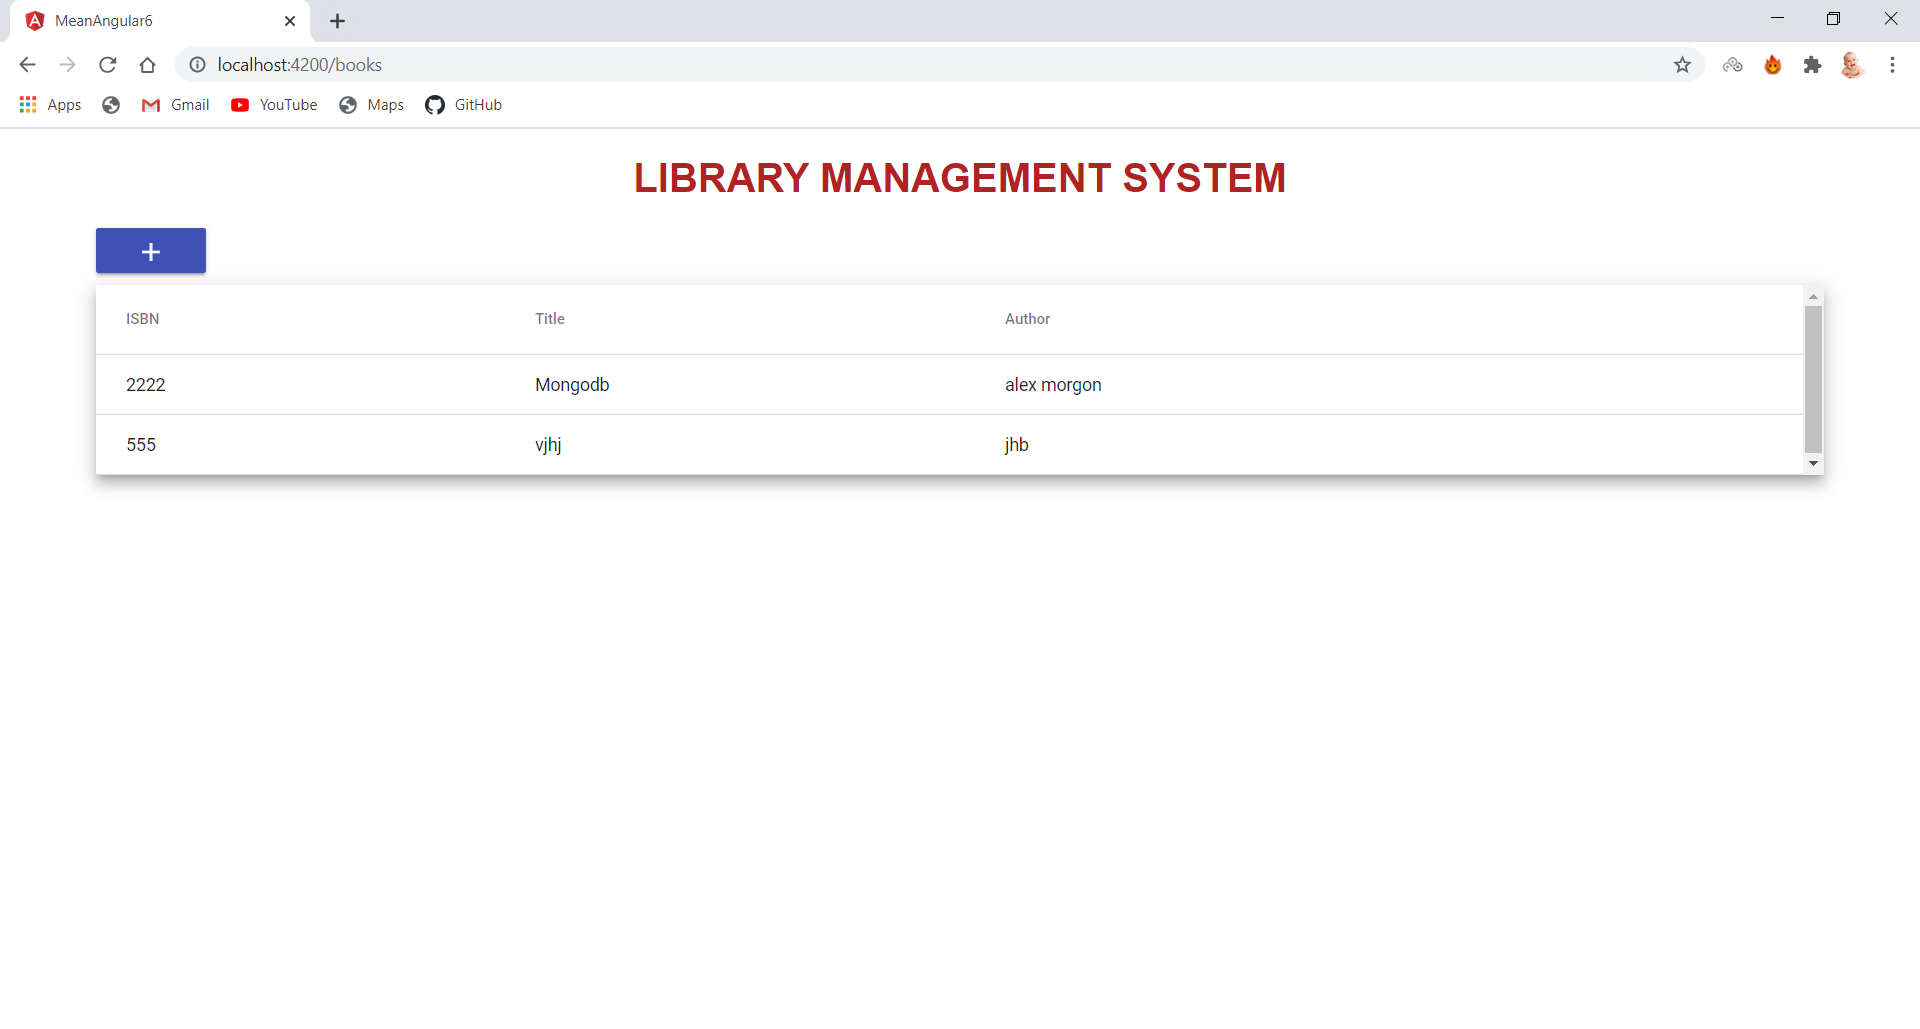 MeanAngular6
localhost:4200/books
Apps Gmail YouTube Maps GitHub
LIBRARY MANAGEMENT SYSTEM
+
ISBN Title Author
2222 Mongodb alex morgon
555 vjhj jhb